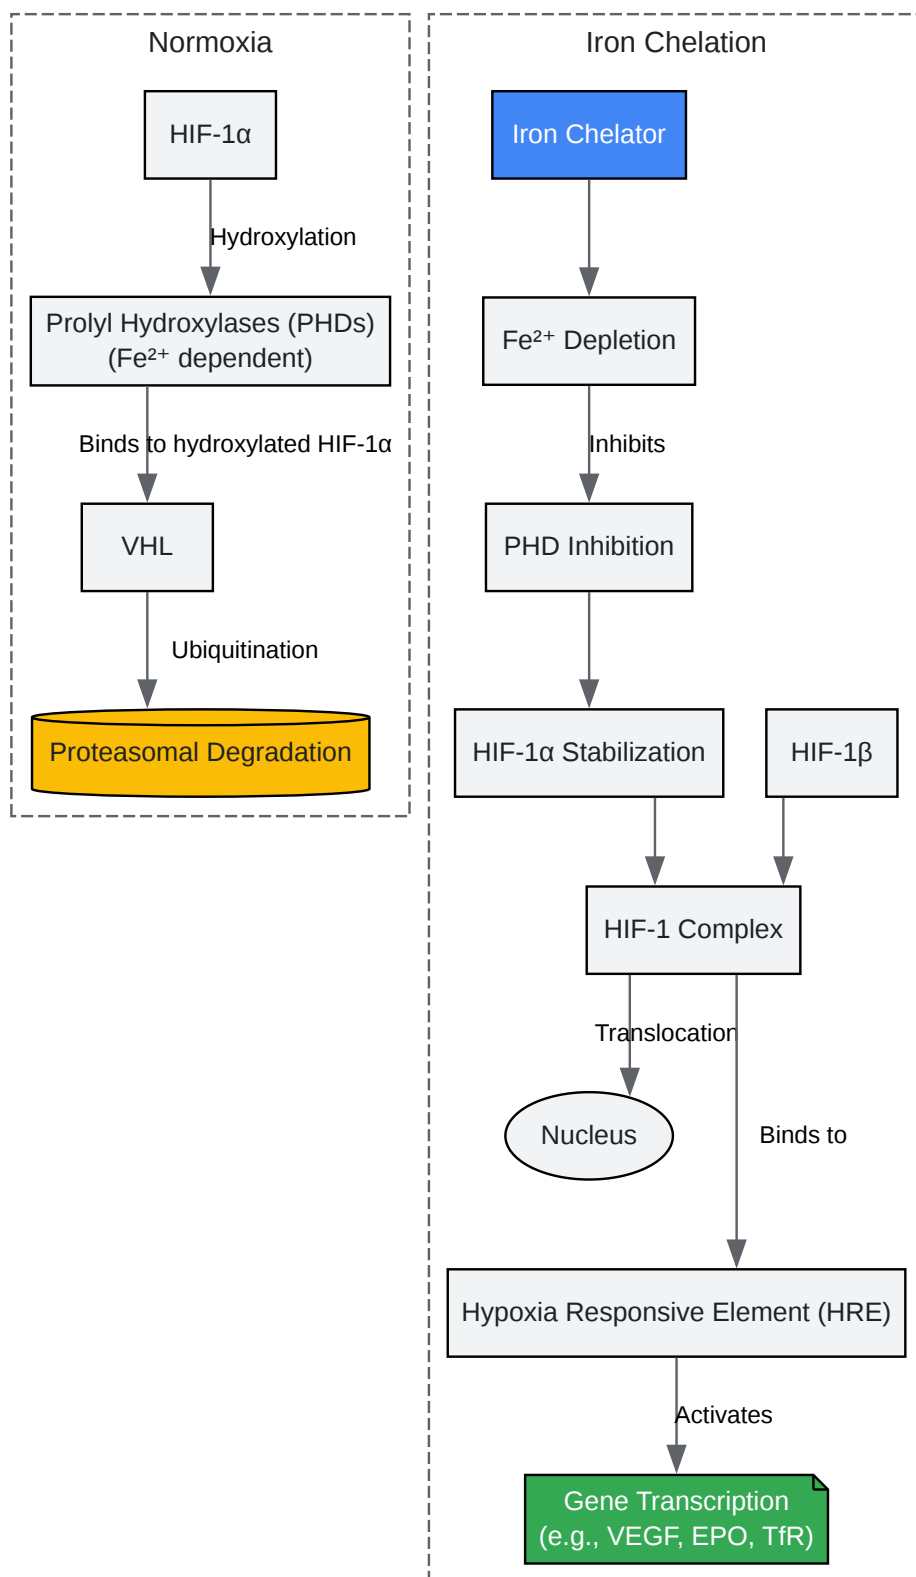 Normoxia
HIF-1α
Hydroxylation
Prolyl Hydroxylases (PHDs)
(Fe²⁺ dependent)
Binds to hydroxylated HIF-1α
VHL
Ubiquitination
Proteasomal Degradation
Iron Chelation
Iron Chelator
Fe²⁺ Depletion
Inhibits
PHD Inhibition
HIF-1α Stabilization
HIF-1β
HIF-1 Complex
Translocation
Nucleus
Binds to
Hypoxia Responsive Element (HRE)
Activates
Gene Transcription
(e.g., VEGF, EPO, TfR)